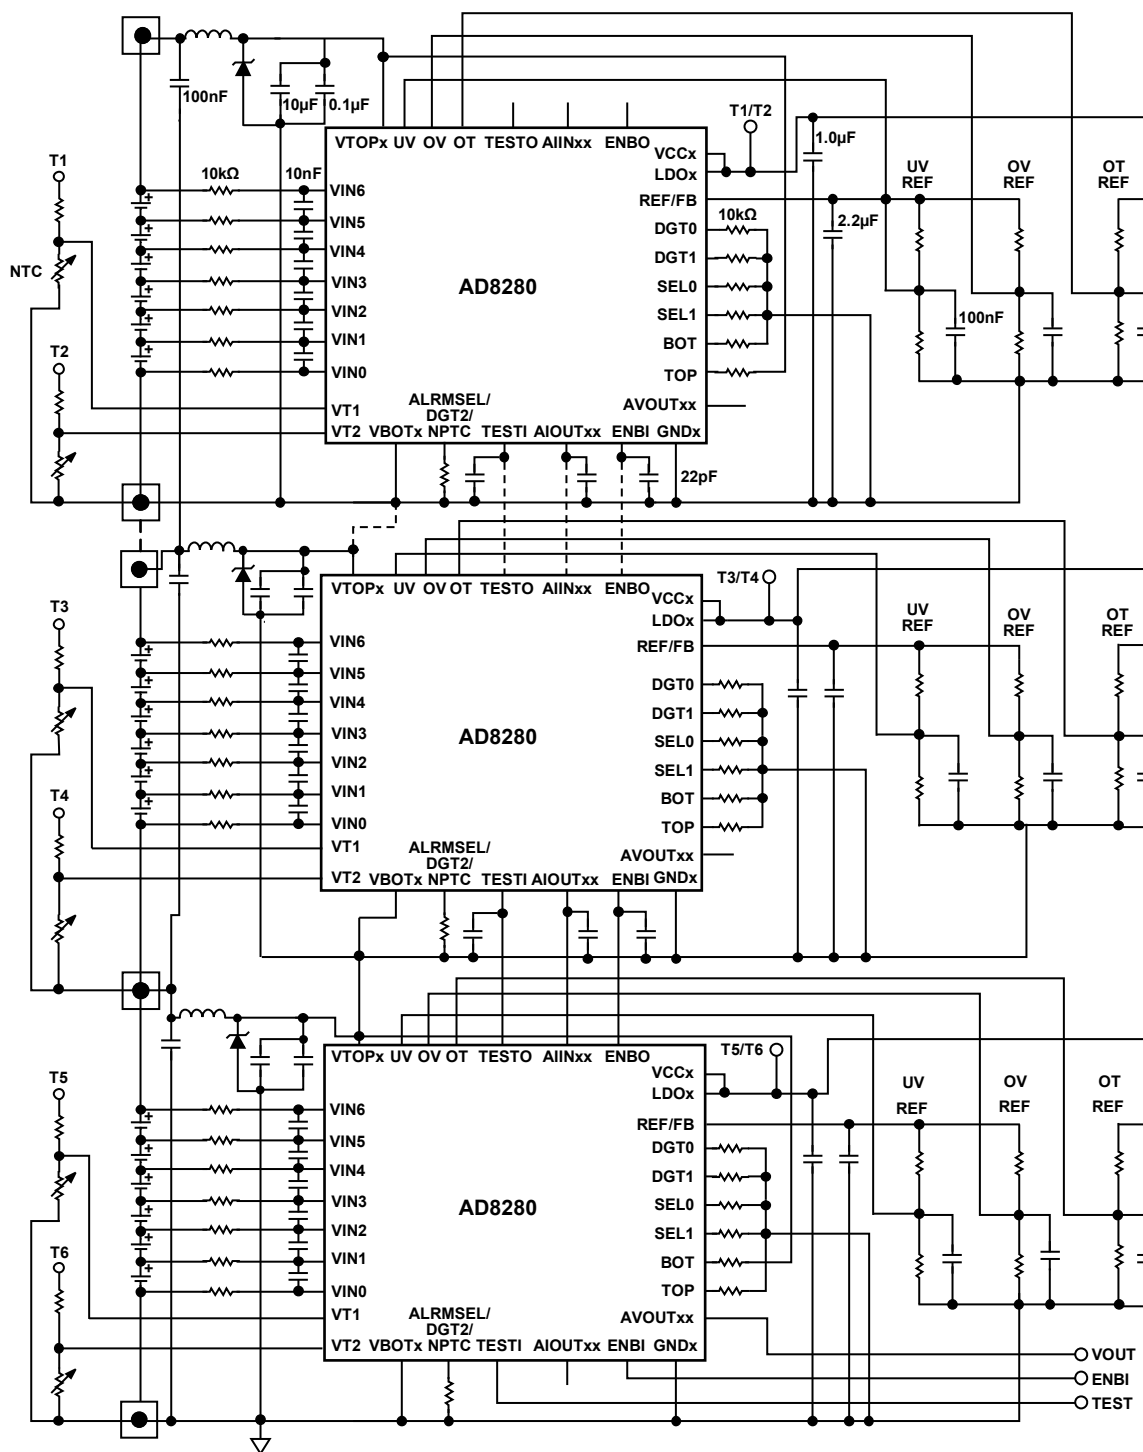 100nF
10µF 0.1µF
T1/T2
1.0µF
VTOPx UV OV OT TESTO AIINxx ENBO
VCCx
LDOx
T1
10kΩ 10nF
VIN6
REF/FB
UV
REF
OV
REF
OT
REF
VIN5
DGT0
10kΩ
2.2µF
VIN4
DGT1
NTC
VIN3
AD8280
SEL0
VIN2
SEL1
100nF
T2
VIN1
BOT
VIN0
TOP
ALRMSEL/
DGT2/
AVOUTxx
VT1
VT2 VBOTx NPTC TESTI AIOUTxx ENBI GNDx
22pF
VTOPx UV OV OT TESTO AIINxx ENBO
T3/T4
VCCx
LDOx
T3
UV
REF
OV
REF
OT
REF
VIN6
REF/FB
VIN5
DGT0
VIN4
DGT1
VIN3
AD8280
SEL0
VIN2
SEL1
T4
VIN1
BOT
VIN0
TOP
VT1
ALRMSEL/
DGT2/
AVOUTxx
VT2 VBOTx NPTC TESTI AIOUTxx ENBI GNDx
VTOPx UV OV OT TESTO AIINxx ENBO
T5/T6
VCCx
LDOx
T5
UV
REF
OV
REF
OT
REF
VIN6
REF/FB
VIN5
DGT0
VIN4
DGT1
VIN3
AD8280
SEL0
VIN2
SEL1
T6
VIN1
BOT
VIN0
TOP
VT1
ALRMSEL/
DGT2/
AVOUTxx
VT2 VBOTx NPTC TESTI AIOUTxx ENBI GNDx
VOUT
ENBI
TEST